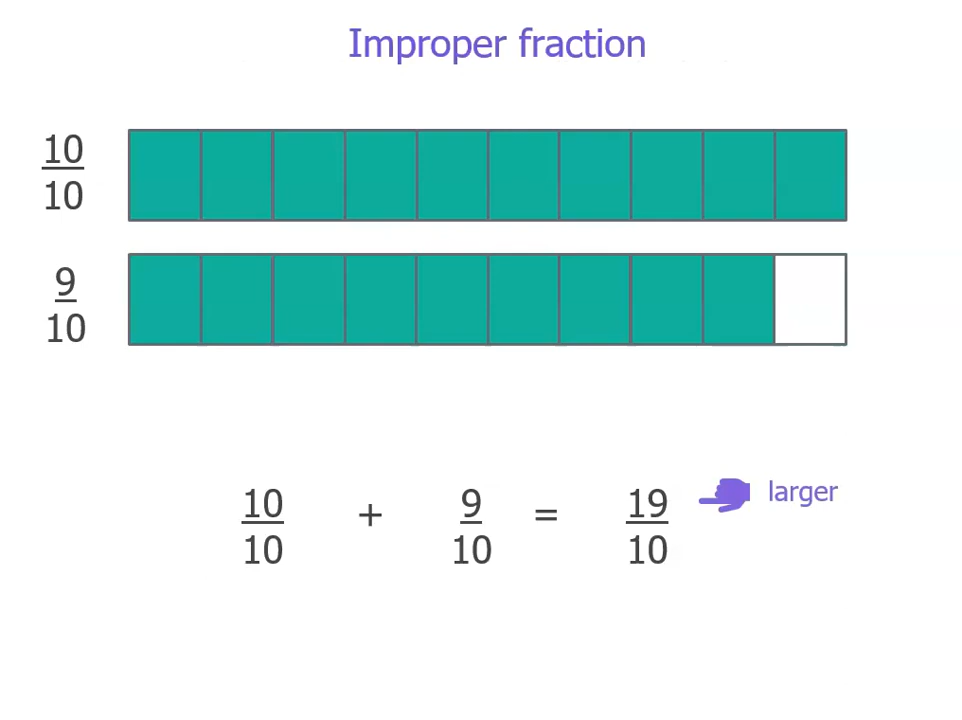 Improper fraction
10
10
9
10
10 9 19 larger
+ =
10 10 10